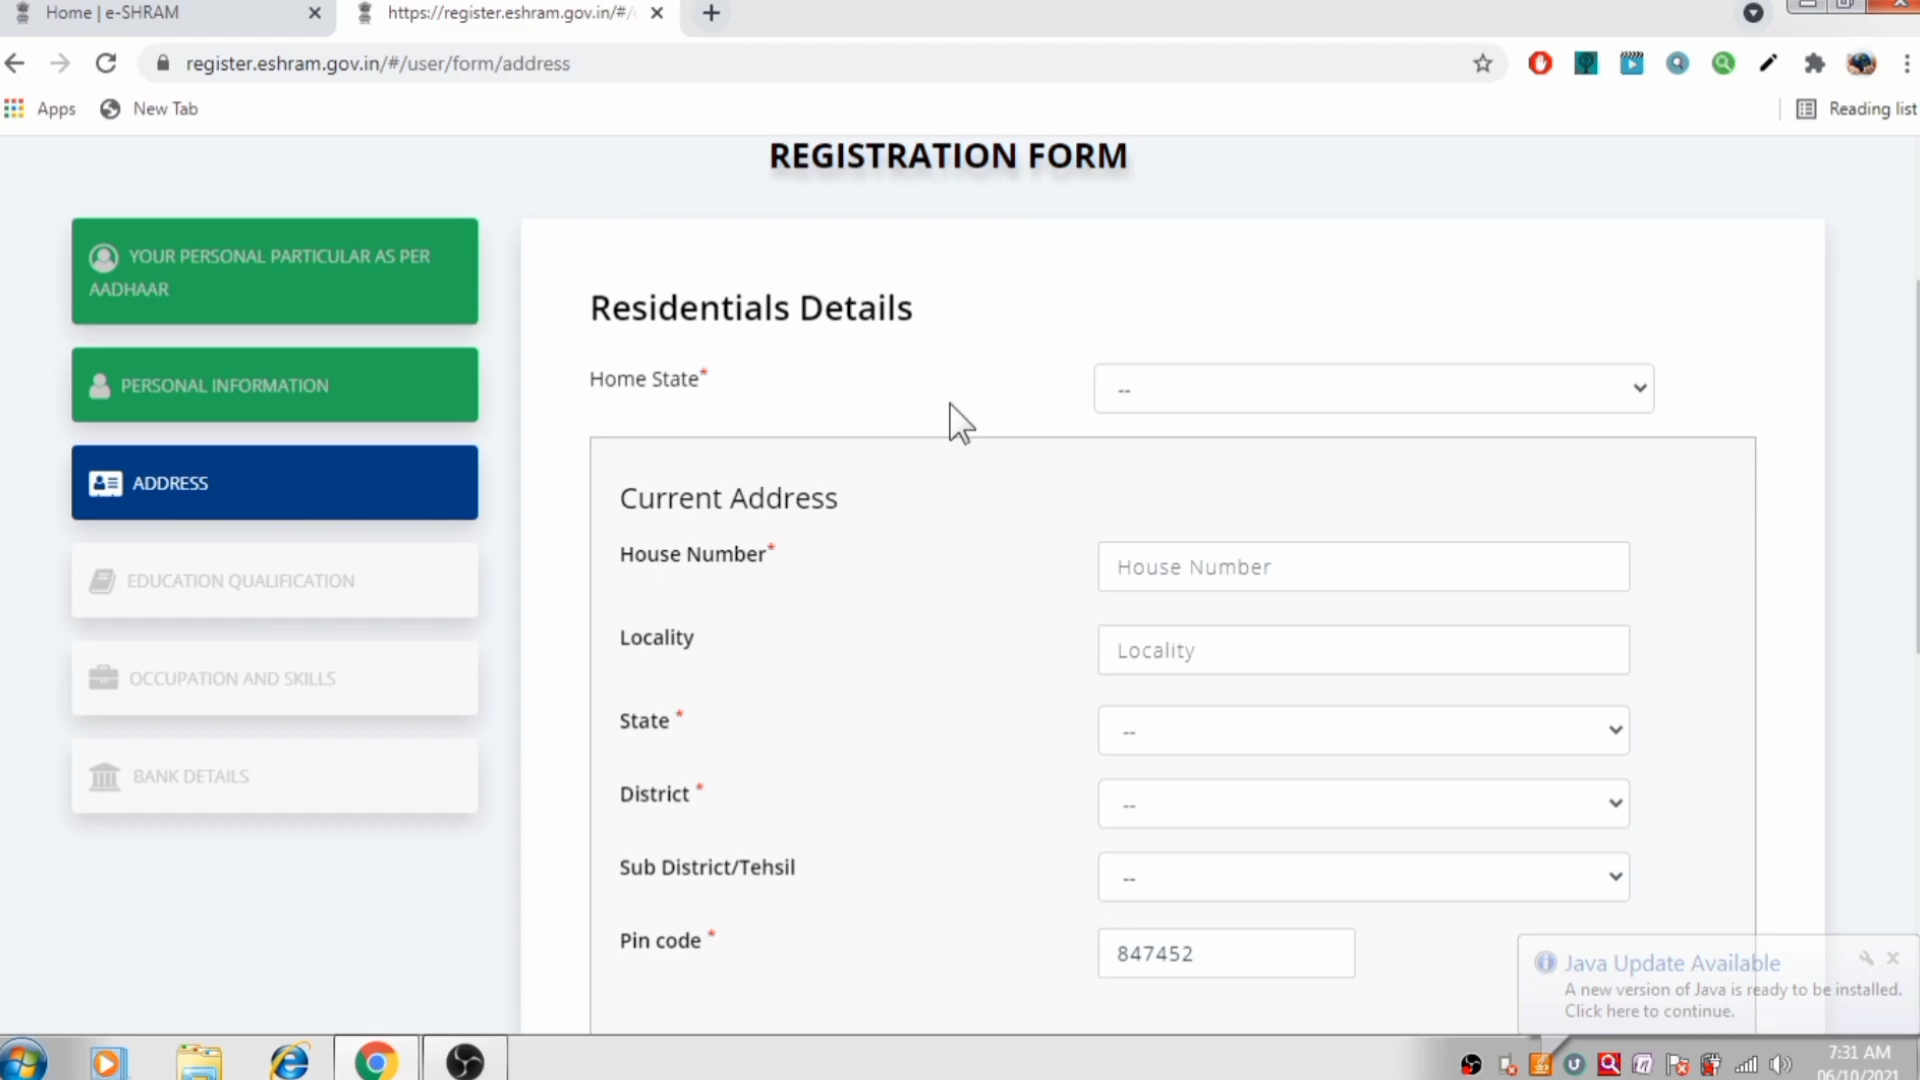 Home | e-SHRAM
https://register.eshram.gov.in/#/
register.eshram.gov.in/#/user/form/address
Apps
New Tab
Reading list
REGISTRATION FORM
YOUR PERSONAL PARTICULAR AS PER
AADHAAR
PERSONAL INFORMATION
ADDRESS
EDUCATION QUALIFICATION
OCCUPATION AND SKILLS
BANK DETAILS
Residentials Details
Home State*
--
Current Address
House Number*
House Number
Locality
Locality
State *
--
District *
--
Sub District/Tehsil
--
Pin code *
847452
Java Update Available
A new version of Java is ready to be installed.
Click here to continue.
7:31 AM
06/10/2021